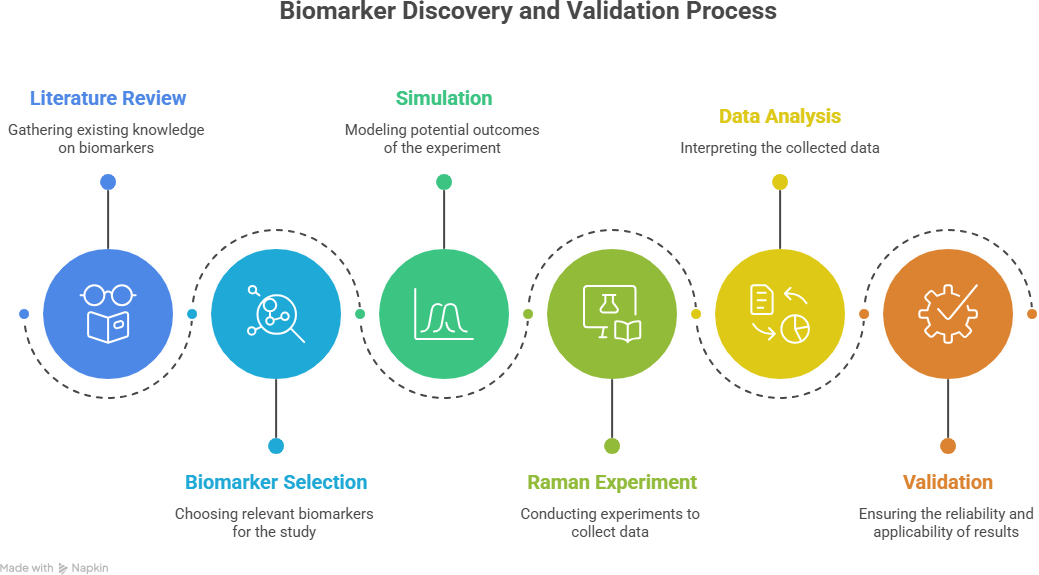 Biomarker Discovery and Validation Process
Literature Review
Gathering existing knowledge
on biomarkers
Biomarker Selection
Choosing relevant biomarkers
for the study
Simulation
Modeling potential outcomes
of the experiment
Raman Experiment
Conducting experiments to
collect data
Data Analysis
Interpreting the collected data
Validation
Ensuring the reliability and
applicability of results
Made with Napkin